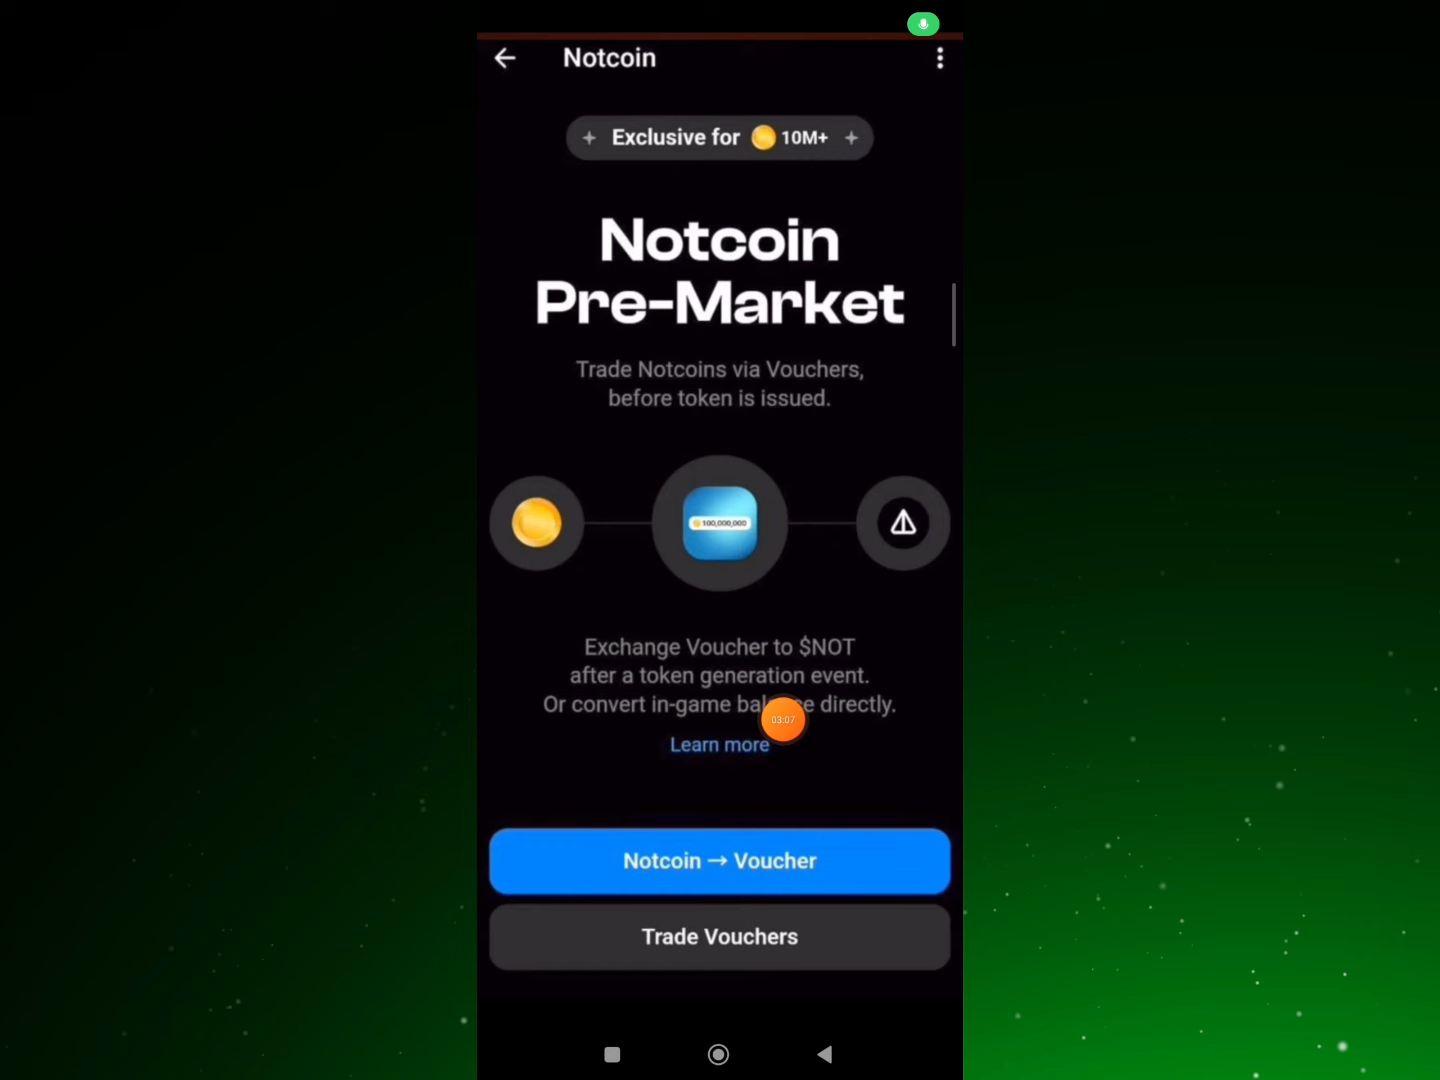 Notcoin
Exclusive for 10M+
Notcoin
Pre-Market
Trade Notcoins via Vouchers,
before token is issued.
100,000,000
Exchange Voucher to $NOT
after a token generation event.
Or convert in-game directly.
03:07
Learn more
Notcoin → Voucher
Trade Vouchers